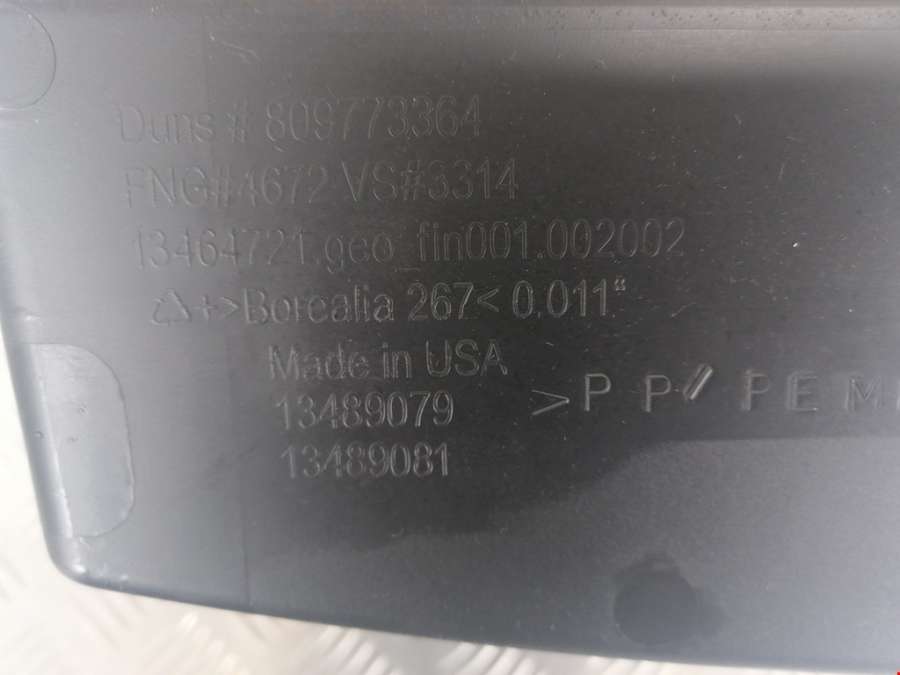 Duns # 809773364
FNG#4672 VS#3314
13464721.geo_fin001.002002
+>Borealia 267< 0.011“
Made in USA
13489079
13489081
>PP/PEM